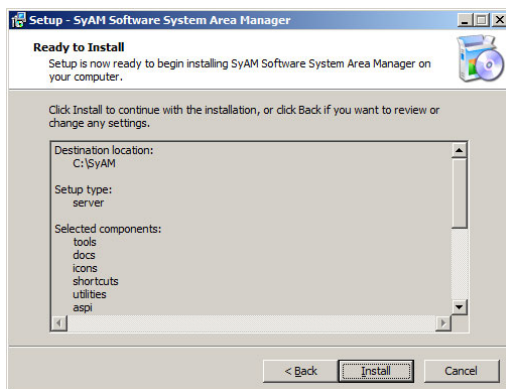 Setup - SyAM Software System Area Manager
Ready to Install
Setup is now ready to begin installing SyAM Software System Area Manager on
your computer.
Click Install to continue with the installation, or click Back if you want to review or
change any settings.
Destination location:
C:\SyAM
Setup type:
server
Selected components:
tools
docs
icons
shortcuts
utilities
aspi
< Back
Install
Cancel